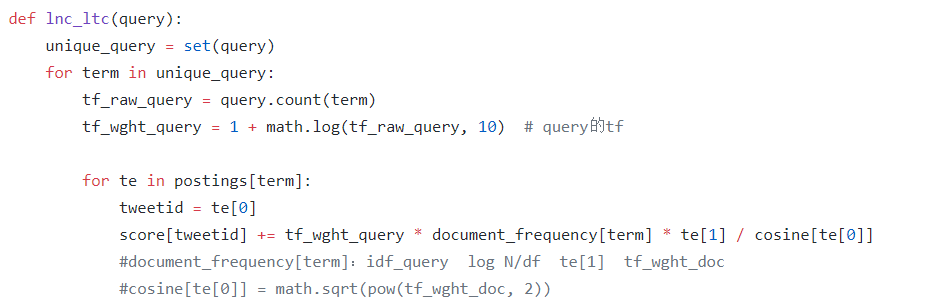 def lnc_ltc(query):
    unique_query = set(query)
    for term in unique_query:
        tf_raw_query = query.count(term)
        tf_wght_query = 1 + math.log(tf_raw_query, 10)  # query的tf

        for te in postings[term]:
            tweetid = te[0]
            score[tweetid] += tf_wght_query * document_frequency[term] * te[1] / cosine[te[0]]
            #document_frequency[term]：idf_query  log N/df  te[1]  tf_wght_doc
            #cosine[te[0]] = math.sqrt(pow(tf_wght_doc, 2))